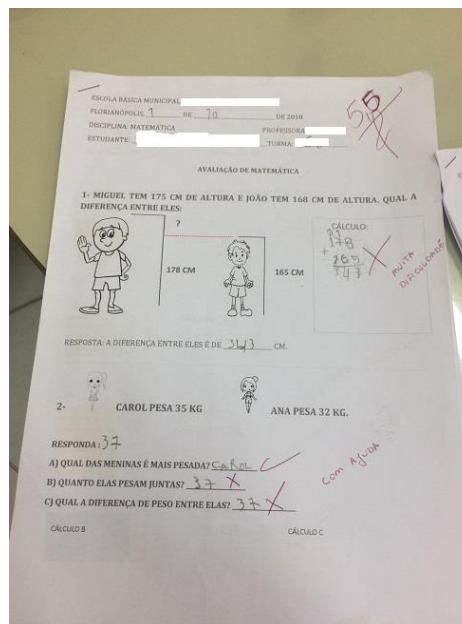 ESCOLA BÁSICA MUNICIPAL
FLORIANÓPOLIS, 1 DE 10 DE 2018
DISCIPLINA: MATEMÁTICA PROFESSORA
ESTUDANTE: TURMA:
AVALIAÇÃO DE MATEMÁTICA
1- MIGUEL TEM 175 CM DE ALTURA E JOÃO TEM 168 CM DE ALTURA. QUAL A
DIFERENÇA ENTRE ELES:
?
178 CM
165 CM
CÁLCULO:
178
+
165
343
MUITA
DIFICULDADE
RESPOSTA: A DIFERENÇA ENTRE ELES É DE CM.
2- CAROL PESA 35 KG ANA PESA 32 KG.
RESPONDA: 37
A) QUAL DAS MENINAS É MAIS PESADA? CAROL
B) QUANTO ELAS PESAM JUNTAS? 37
C) QUAL A DIFERENÇA DE PESO ENTRE ELAS? 37
COM AJUDA
CÁLCULO B CÁLCULO C